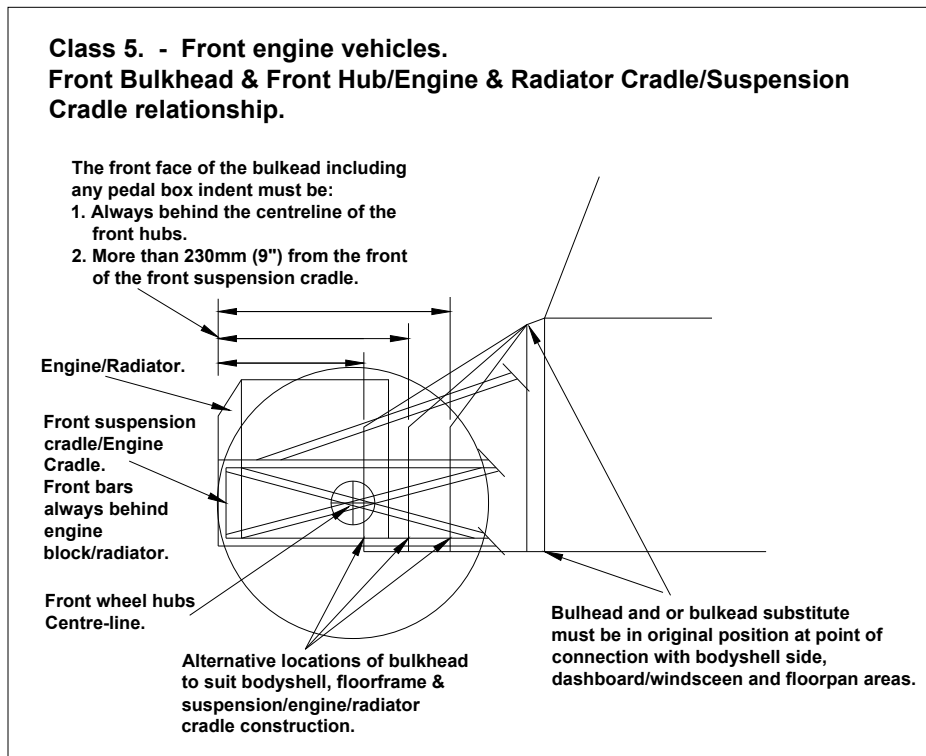 Class 5.  -  Front engine vehicles.
Front Bulkhead & Front Hub/Engine & Radiator Cradle/Suspension
Cradle relationship.
The front face of the bulkead including
any pedal box indent must be:
1. Always behind the centreline of the
front hubs.
2. More than 230mm (9") from the front
of the front suspension cradle.
Engine/Radiator.
Front suspension
cradle/Engine
Cradle.
Front bars
always behind
engine
block/radiator.
Front wheel hubs
Centre-line.
Alternative locations of bulkhead
to suit bodyshell, floorframe &
suspension/engine/radiator
cradle construction.
Bulhead and or bulkead substitute
must be in original position at point of
connection with bodyshell side,
dashboard/windsceen and floorpan areas.